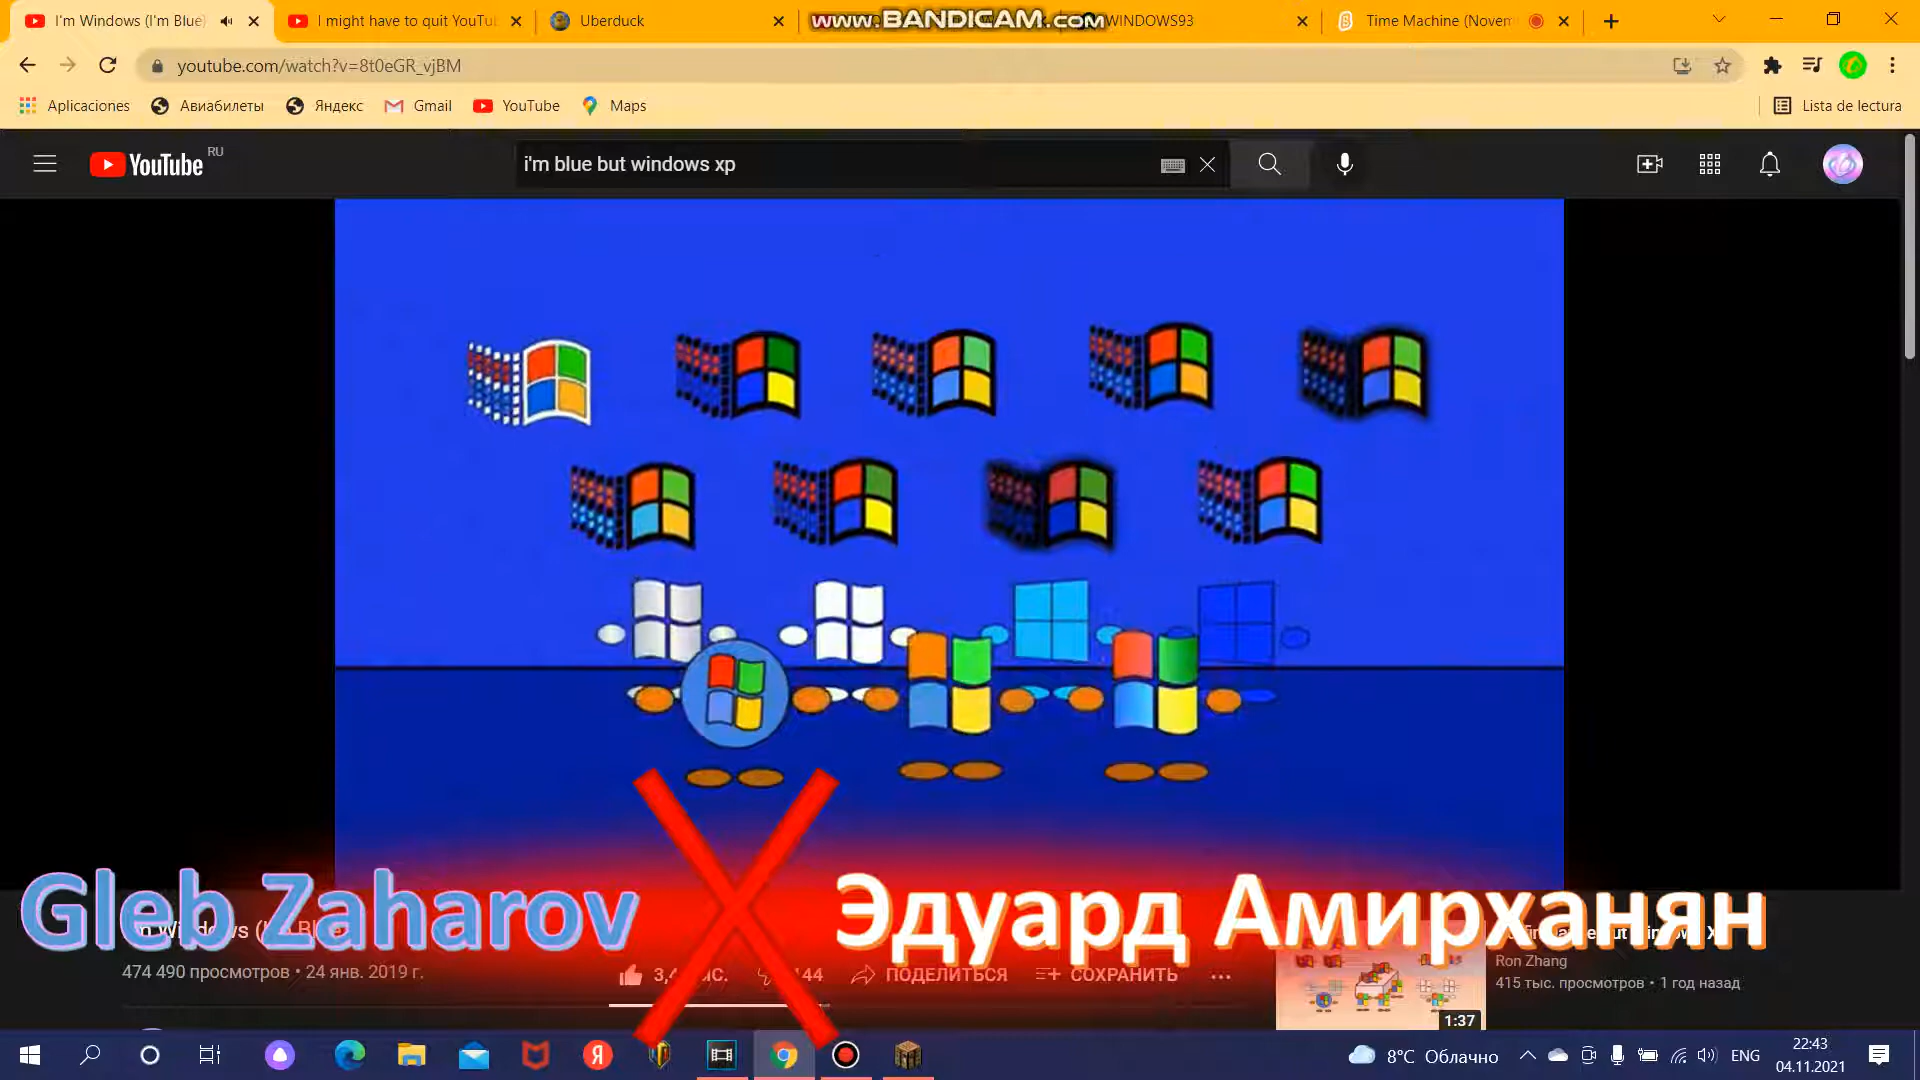 I'm Windows (I'm Blue)
I might have to quit YouTu
Uberduck
www.BANDICAM.com
WINDOWS93
Time Machine (Novem
youtube.com/watch?v=8t0eGR_vjBM
Aplicaciones
Авиабилеты
Яндекс
Gmail
YouTube
Maps
Lista de lectura
YouTube RU
i'm blue but windows xp
Gleb Zaharov
Эдуард Амирханян
474 490 просмотров • 24 янв. 2019 г.
144
ПОДЕЛИТЬСЯ
СОХРАНИТЬ
Ron Zhang
415 тыс. просмотров • 1 год назад
1:37
8°C Облачно
ENG
22:43
04.11.2021